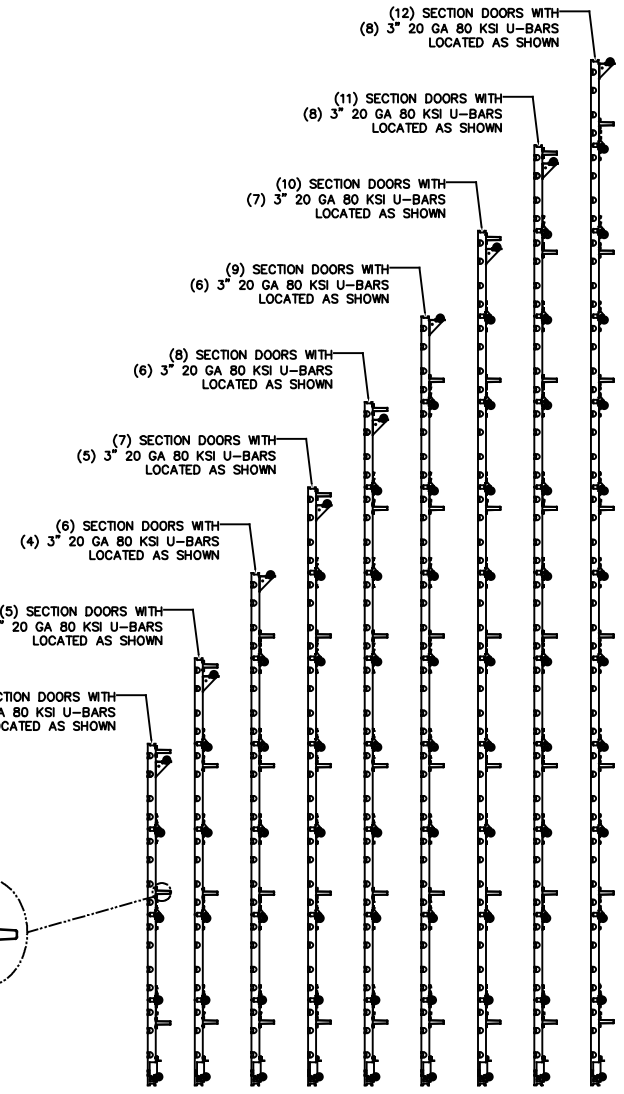 (12) SECTION DOORS WITH
(8) 3" 20 GA 80 KSI U-BARS
LOCATED AS SHOWN
(11) SECTION DOORS WITH
(8) 3" 20 GA 80 KSI U-BARS
LOCATED AS SHOWN
(10) SECTION DOORS WITH
(7) 3" 20 GA 80 KSI U-BARS
LOCATED AS SHOWN
(9) SECTION DOORS WITH
(6) 3" 20 GA 80 KSI U-BARS
LOCATED AS SHOWN
(8) SECTION DOORS WITH
(6) 3" 20 GA 80 KSI U-BARS
LOCATED AS SHOWN
(7) SECTION DOORS WITH
(5) 3" 20 GA 80 KSI U-BARS
LOCATED AS SHOWN
(6) SECTION DOORS WITH
(4) 3" 20 GA 80 KSI U-BARS
LOCATED AS SHOWN
(5) SECTION DOORS WITH
" 20 GA 80 KSI U-BARS
LOCATED AS SHOWN
DOORS WITH
80 KSI U-BARS
AS SHOWN